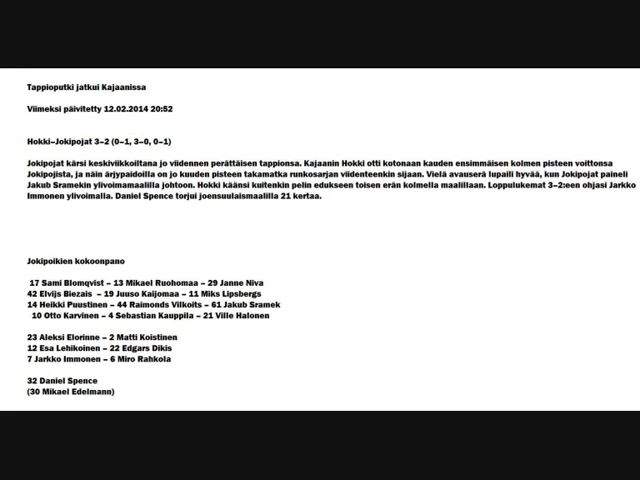 Tappioputki jatkui Kajaanissa
Viimeksi päivitetty 12.02.2014 20:52
Hokki–Jokipojat 3–2 (0–1, 3–0, 0–1)
Jokipojat kärsi keskiviikkoiltana jo viidennen perättäisen tappionsa. Kajaanin Hokki otti kotonaan kauden ensimmäisen kolmen pisteen voittonsa
Jokipojista, ja näin ärjypaidoilla on jo kuuden pisteen takamatka runkosarjan viidenteenkin sijaan. Vielä avauserä lupaili hyvää, kun Jokipojat paineli
Jakub Sramekin ylivoimamaalilla johtoon. Hokki käänsi kuitenkin pelin edukseen toisen erän kolmella maalillaan. Loppulukemat 3–2:een ohjasi Jarkko
Immonen ylivoimalla. Daniel Spence torjui joensuulaismaalilla 21 kertaa.
Jokipoikien kokoonpano
17 Sami Blomqvist – 13 Mikael Ruohomaa – 29 Janne Niva
42 Elvijs Biezais – 19 Juuso Kaijomaa – 11 Miks Lipsbergs
14 Heikki Puustinen – 44 Raimonds Vilkoits – 61 Jakub Sramek
10 Otto Karvinen – 4 Sebastian Kauppila – 21 Ville Halonen
23 Aleksi Elorinne – 2 Matti Koistinen
12 Esa Lehikoinen – 22 Edgars Dikis
7 Jarkko Immonen – 6 Miro Rahkola
32 Daniel Spence
(30 Mikael Edelmann)